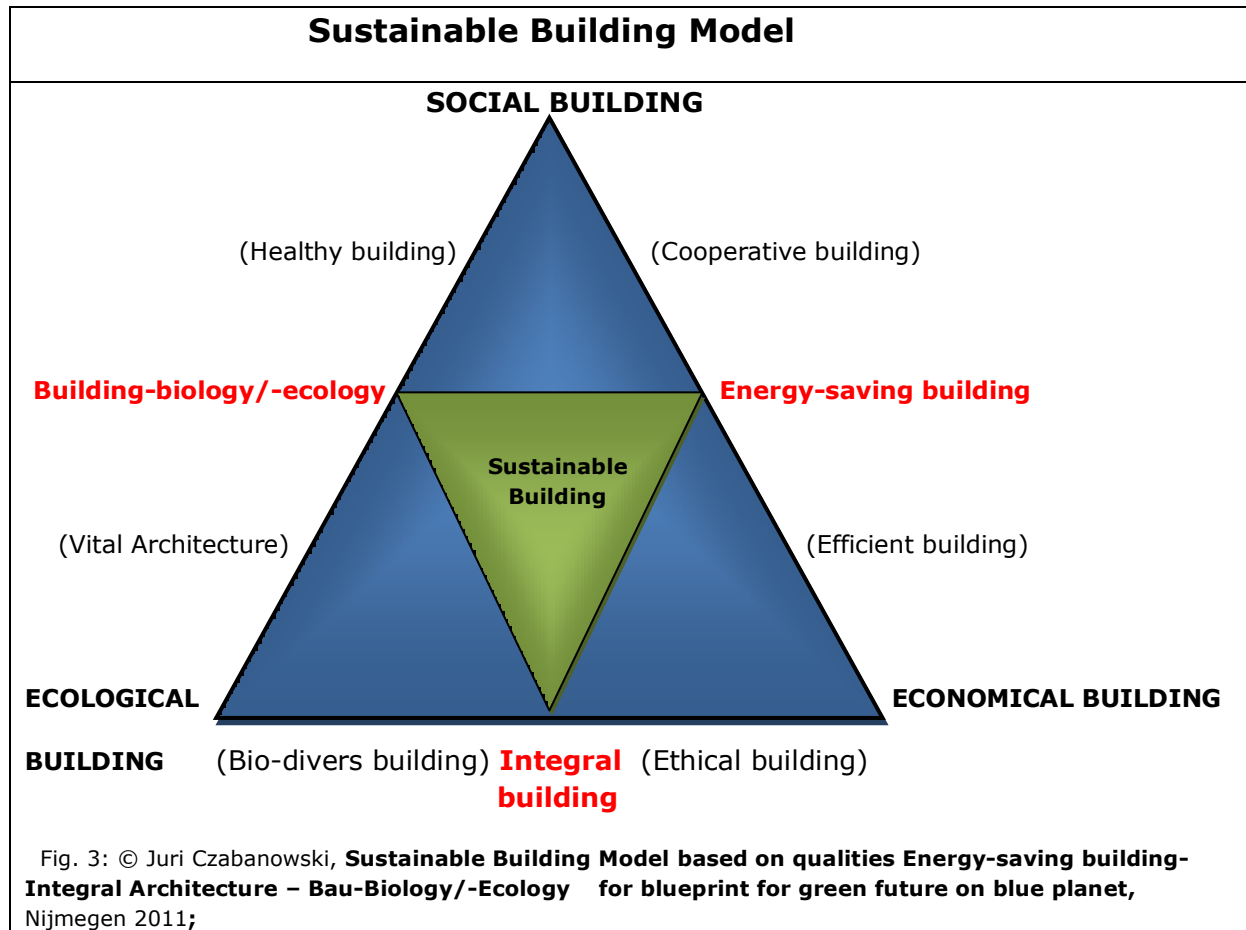 Sustainable Building Model
SOCIAL BUILDING
(Healthy building)
(Cooperative building)
Building-biology/-ecology
Energy-saving building
Sustainable
Building
(Vital Architecture)
(Efficient building)
ECOLOGICAL
BUILDING
ECONOMICAL BUILDING
(Bio-divers building)
Integral
building
(Ethical building)
Fig. 3: © Juri Czabanowski, Sustainable Building Model based on qualities Energy-saving building-
Integral Architecture – Bau-Biology/-Ecology for blueprint for green future on blue planet,
Nijmegen 2011;